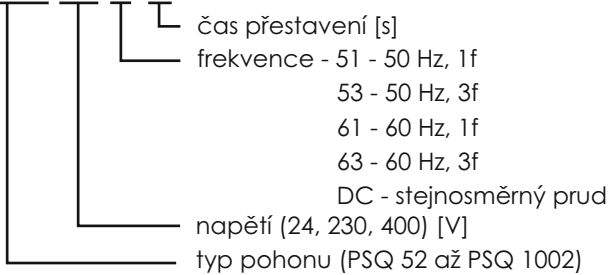 čas přestavení [s]
frekvence - 51 - 50 Hz, 1f
53 - 50 Hz, 3f
61 - 60 Hz, 1f
63 - 60 Hz, 3f
DC - stejnosměrný prud
napětí (24, 230, 400) [V]
typ pohonu (PSQ 52 až PSQ 1002)